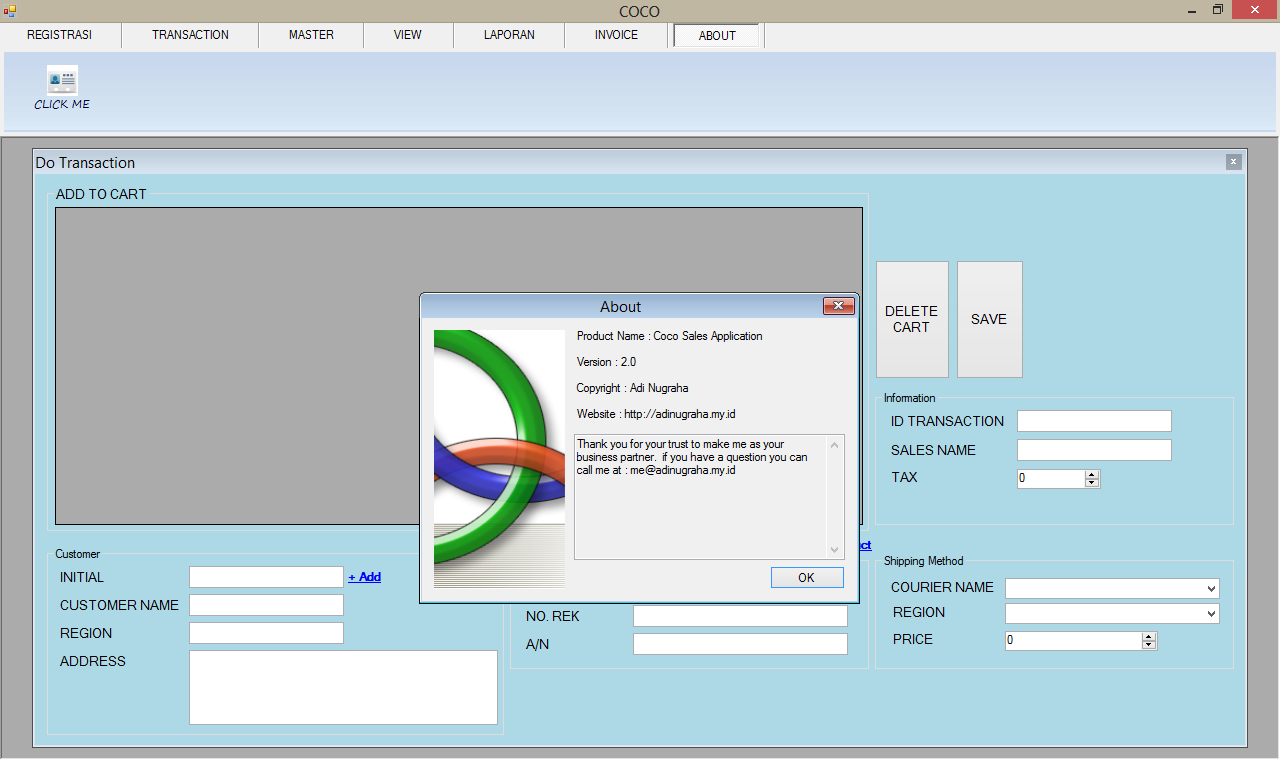 COCO
REGISTRASI
TRANSACTION
MASTER
VIEW
LAPORAN
INVOICE
ABOUT
CLICK ME
Do Transaction
ADD TO CART
DELETE
CART
SAVE
About
Product Name : Coco Sales Application
Version : 2.0
Copyright : Adi Nugraha
Website : http://adinugraha.my.id
Thank you for your trust to make me as your
business partner.  if you have a question you can
call me at : me@adinugraha.my.id
OK
Information
ID TRANSACTION
SALES NAME
TAX
0
Customer
INITIAL
+ Add
CUSTOMER NAME
REGION
ADDRESS
NO. REK
A/N
Shipping Method
COURIER NAME
REGION
PRICE
0